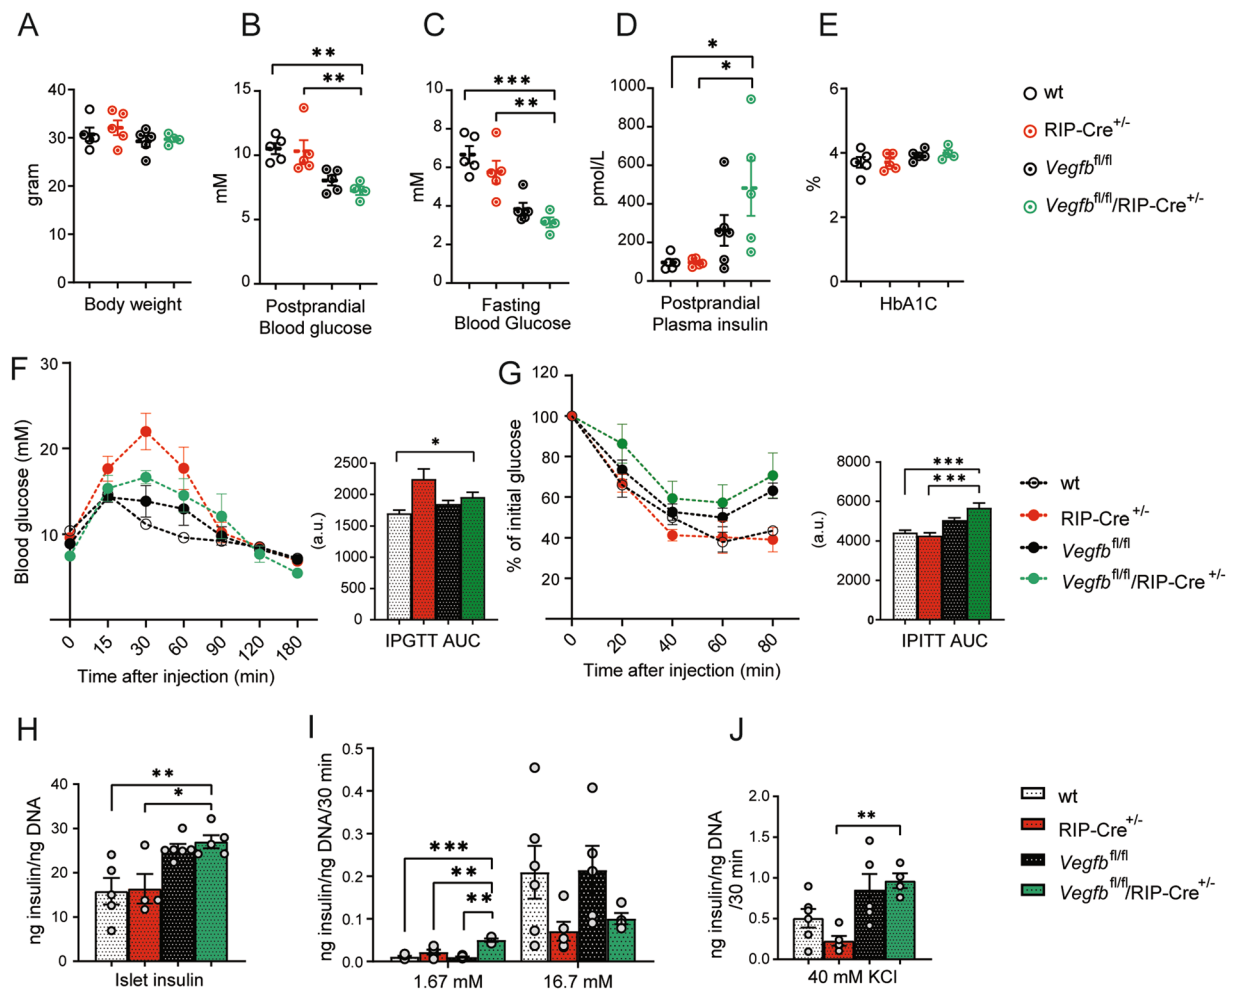 A
B
C
D
E
**
**
***
**
*
*
40
30
20
10
0
gram
Body weight
15
10
5
0
mM
Postprandial
Blood glucose
10
8
6
4
2
0
mM
Fasting
Blood Glucose
1000
800
600
400
200
0
pmol/L
Postprandial
Plasma insulin
6
4
2
0
%
HbA1C
wt
RIP-Cre+/-
Vegfbfl/fl
Vegfbfl/fl/RIP-Cre+/-
F
30
20
10
Blood glucose (mM)
0 15 30 60 90 120 180
Time after injection (min)
*
2500
2000
1500
1000
500
0
(a.u.)
IPGTT AUC
G
120
100
80
60
40
20
% of initial glucose
0 20 40 60 80
Time after injection (min)
***
***
8000
6000
4000
2000
0
(a.u.)
IPITT AUC
wt
RIP-Cre+/-
Vegfbfl/fl
Vegfbfl/fl/RIP-Cre+/-
H
**
*
40
30
20
10
0
ng insulin/ng DNA
Islet insulin
I
0.5
0.4
0.3
0.2
0.1
0.0
ng insulin/ng DNA/30 min
***
**
**
1.67 mM 16.7 mM
J
2.0
1.5
1.0
0.5
0.0
ng insulin/ng DNA
/30 min
**
40 mM KCl
wt
RIP-Cre+/-
Vegfbfl/fl
Vegfbfl/fl/RIP-Cre+/-